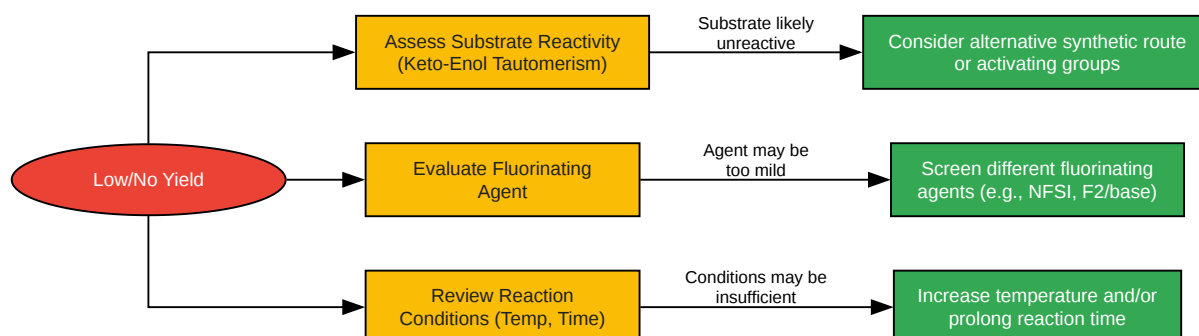 Low/No Yield
Assess Substrate Reactivity
(Keto-Enol Tautomerism)
Substrate likely
unreactive
Consider alternative synthetic route
or activating groups
Evaluate Fluorinating
Agent
Agent may be
too mild
Screen different fluorinating
agents (e.g., NFSI, F2/base)
Review Reaction
Conditions (Temp, Time)
Conditions may be
insufficient
Increase temperature and/or
prolong reaction time